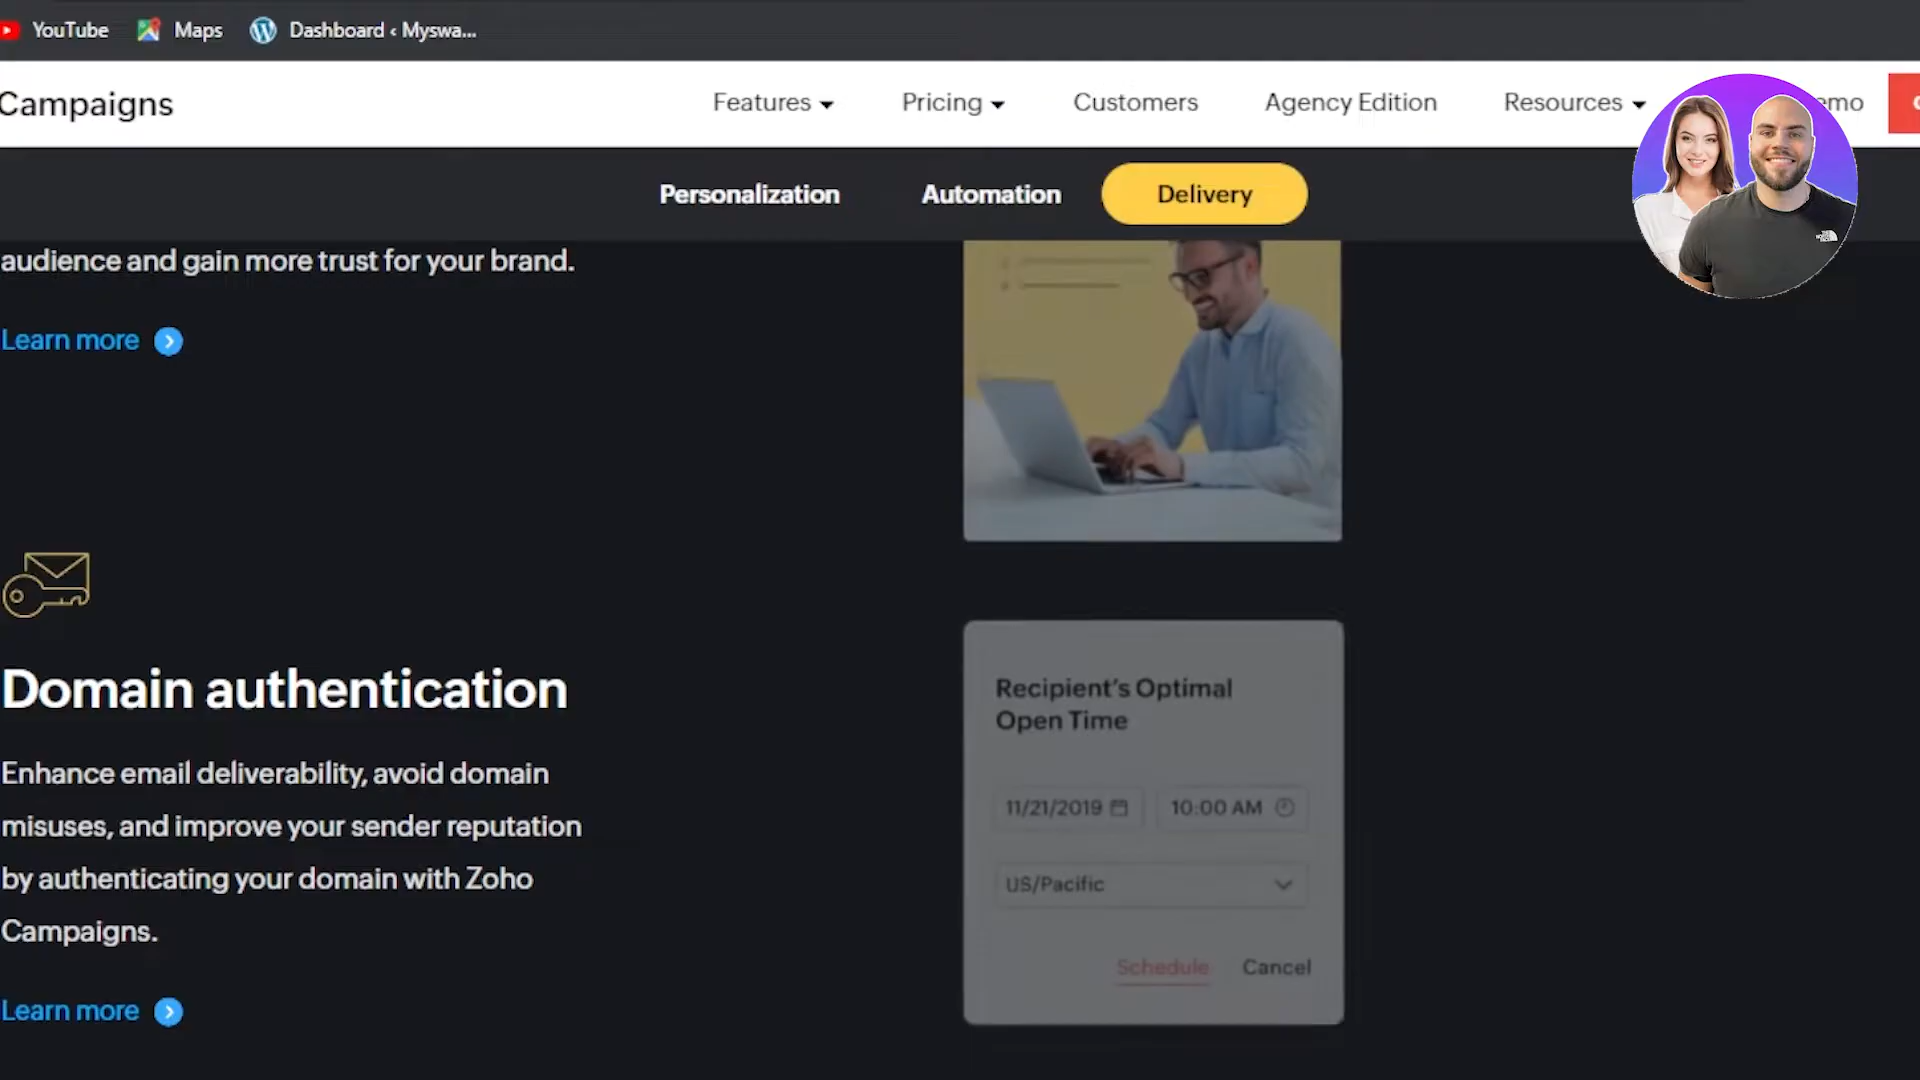 YouTube Maps Dashboard ‹ Myswa...
Campaigns Features Pricing Customers Agency Edition Resources
Personalization Automation Delivery
audience and gain more trust for your brand.
Learn more
Domain authentication
Enhance email deliverability, avoid domain
misuses, and improve your sender reputation
by authenticating your domain with Zoho
Campaigns.
Learn more
Recipient's Optimal
Open Time
11/21/2019 10:00 AM
US/Pacific
Schedule Cancel